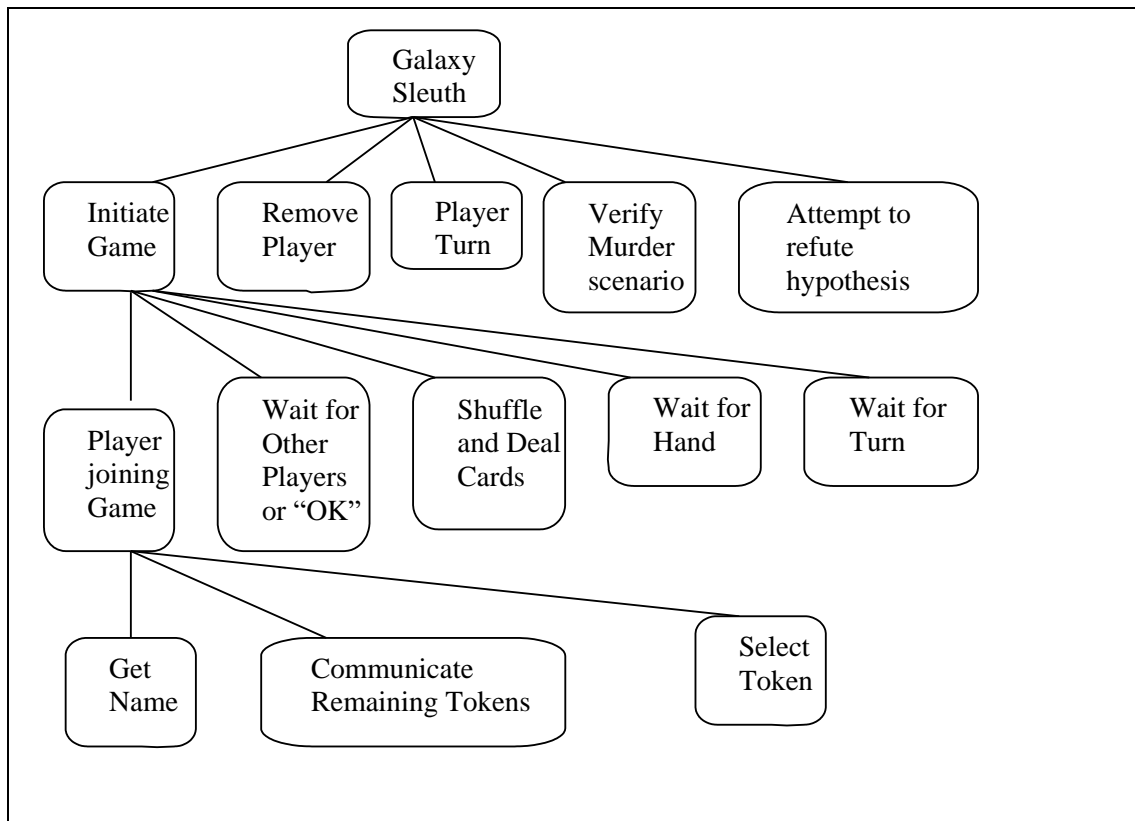 Galaxy
Sleuth
Initiate
Game
Remove
Player
Player
Turn
Verify
Murder
scenario
Attempt to
refute
hypothesis
Player
joining
Game
Wait for
Other
Players
or “OK”
Shuffle
and Deal
Cards
Wait for
Hand
Wait for
Turn
Get
Name
Communicate
Remaining Tokens
Select
Token